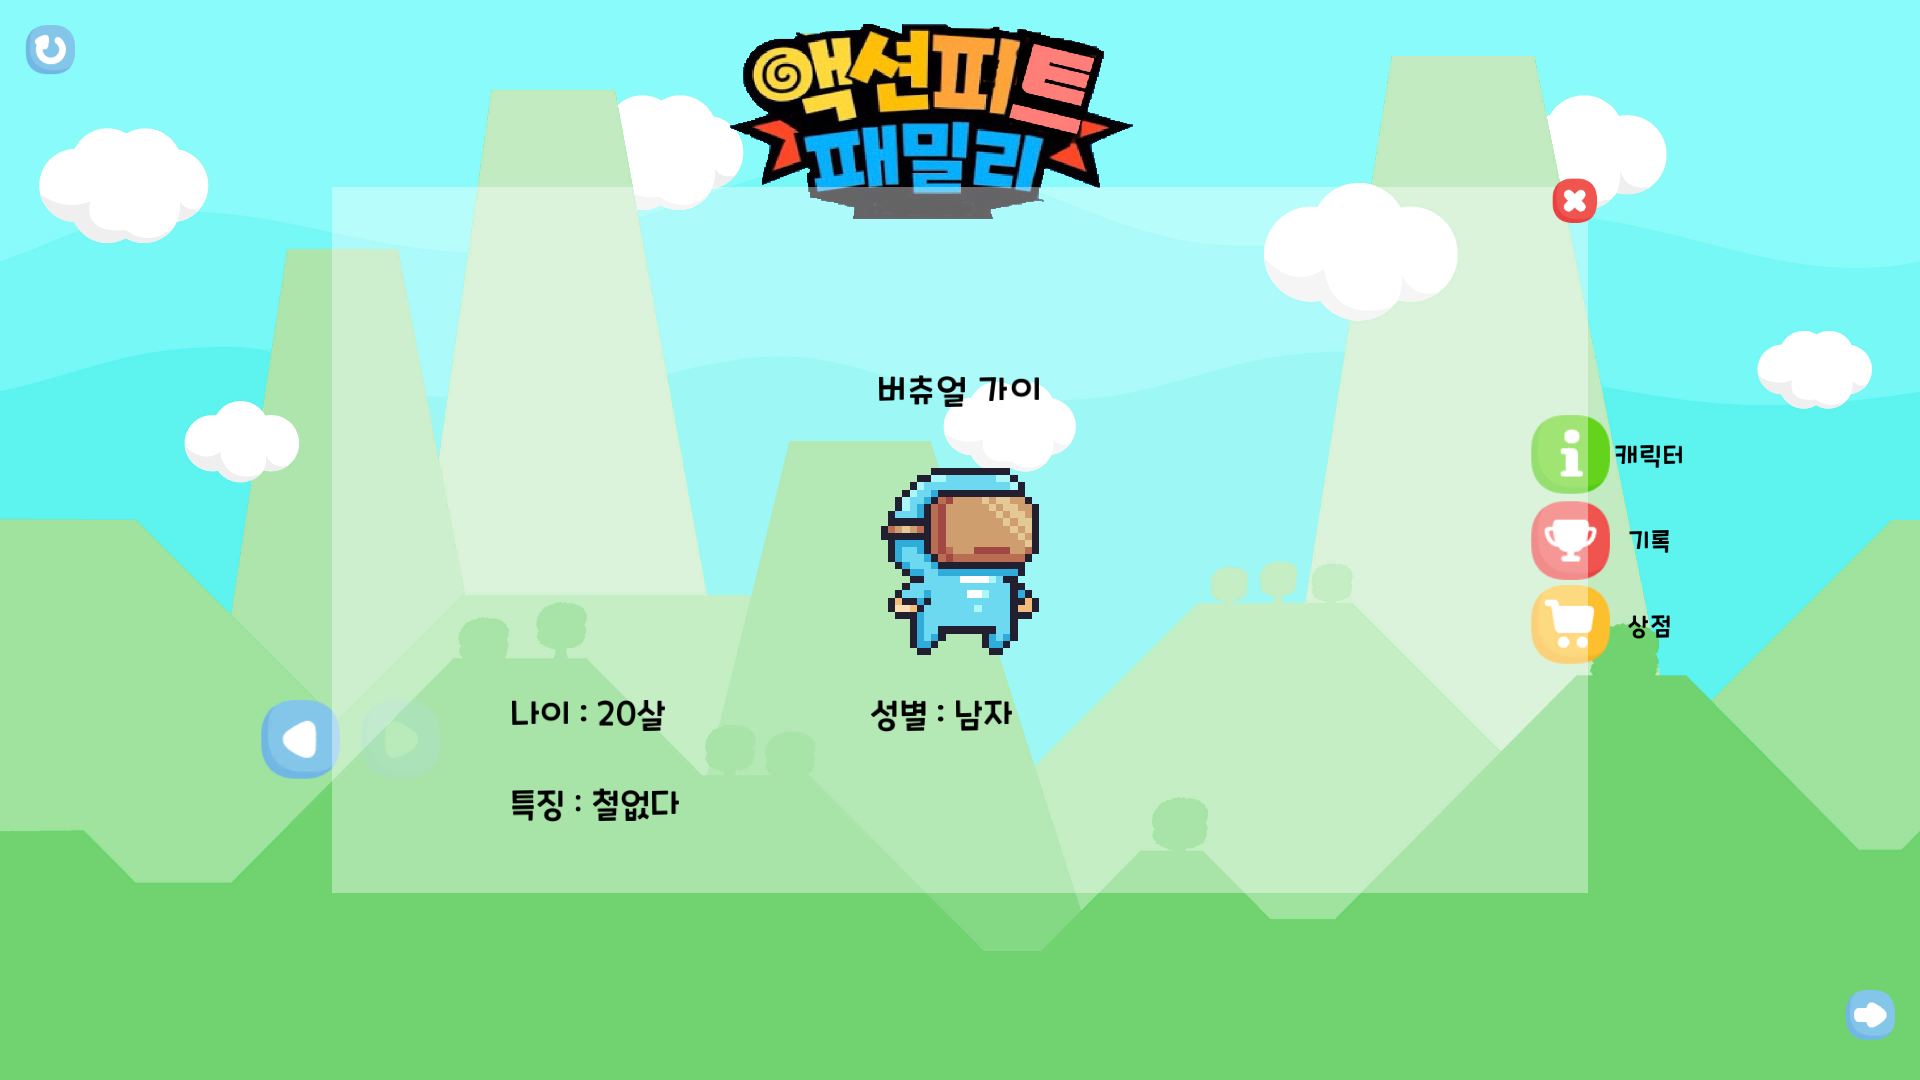 액션피트
패밀리
버츄얼 가이
캐릭터
기록
상점
나이 : 20살
성별 : 남자
특징 : 철없다